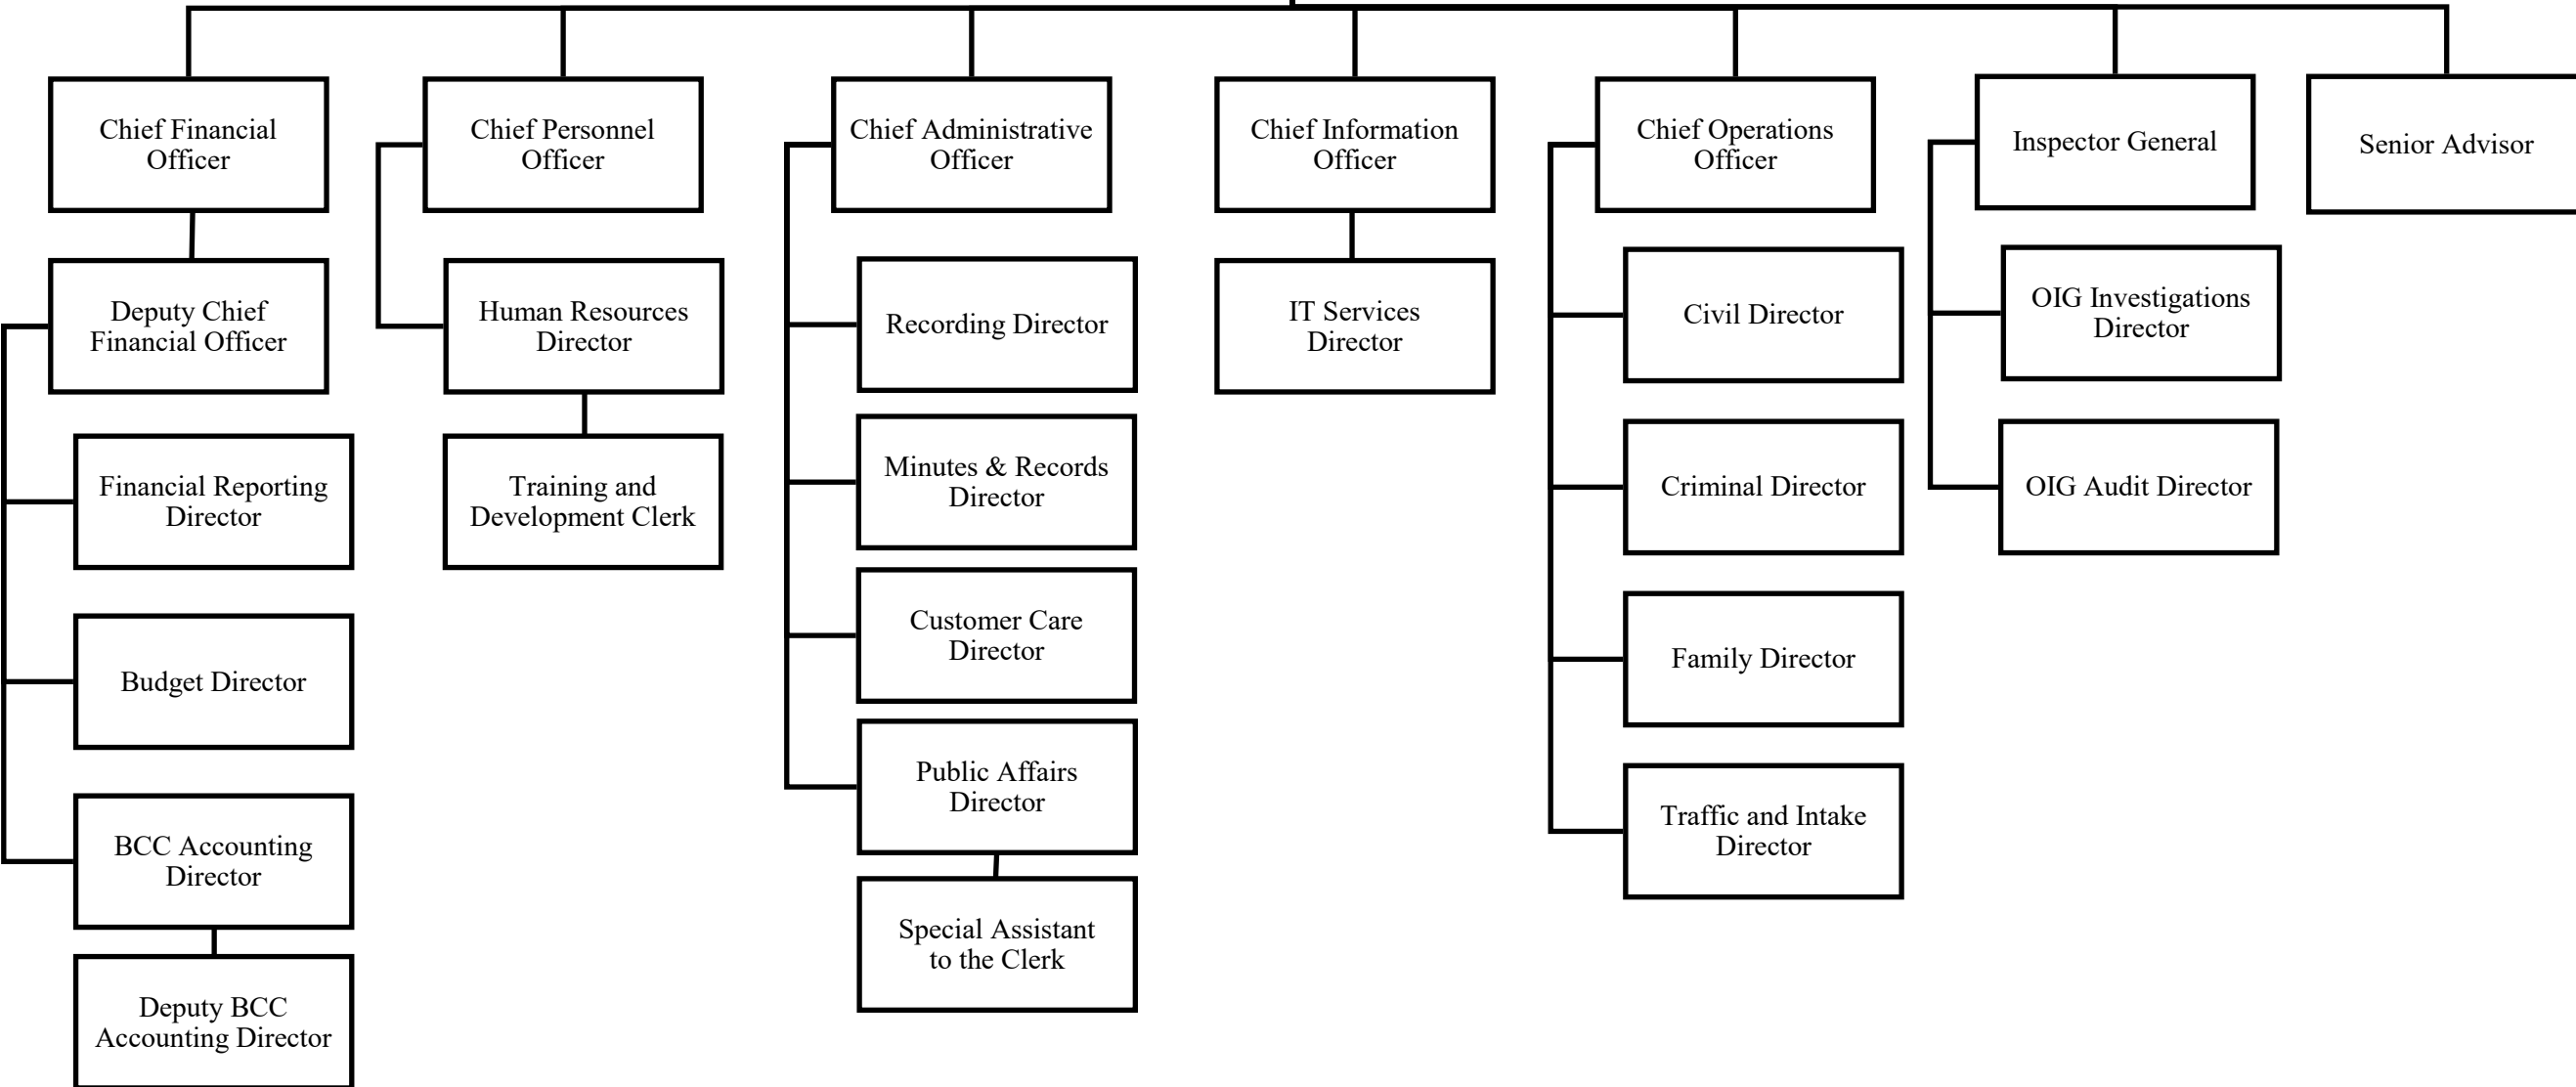 Chief Financial
Officer
Chief Personnel
Officer
Chief Administrative
Officer
Chief Information
Officer
Chief Operations
Officer
Inspector General
Senior Advisor
Deputy Chief
Financial Officer
Human Resources
Director
Recording Director
IT Services
Director
Civil Director
OIG Investigations
Director
Financial Reporting
Director
Training and
Development Clerk
Minutes & Records
Director
Criminal Director
OIG Audit Director
Budget Director
Customer Care
Director
Family Director
BCC Accounting
Director
Public Affairs
Director
Traffic and Intake
Director
Deputy BCC
Accounting Director
Special Assistant
to the Clerk